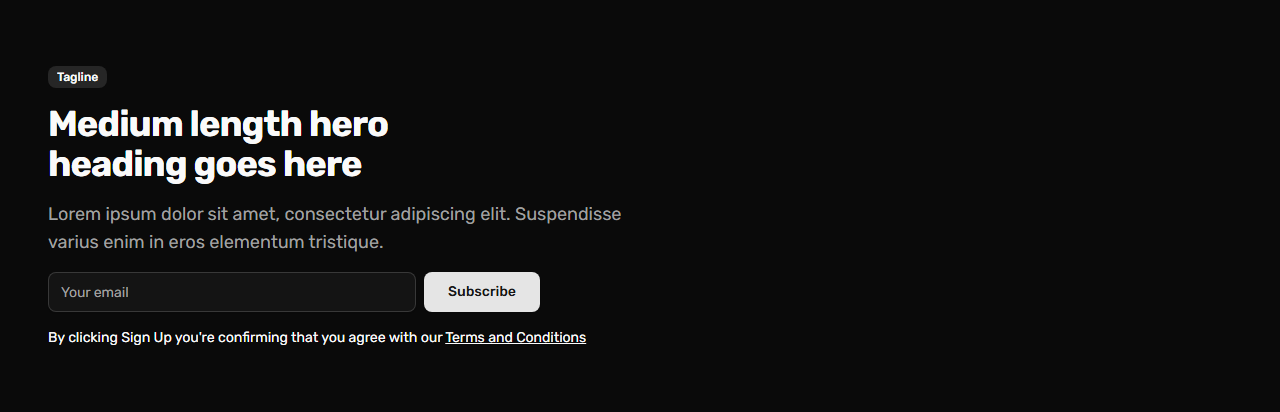 Tagline
Medium length hero
heading goes here
Lorem ipsum dolor sit amet, consectetur adipiscing elit. Suspendisse
varius enim in eros elementum tristique.
Your email
Subscribe
By clicking Sign Up you're confirming that you agree with our Terms and Conditions